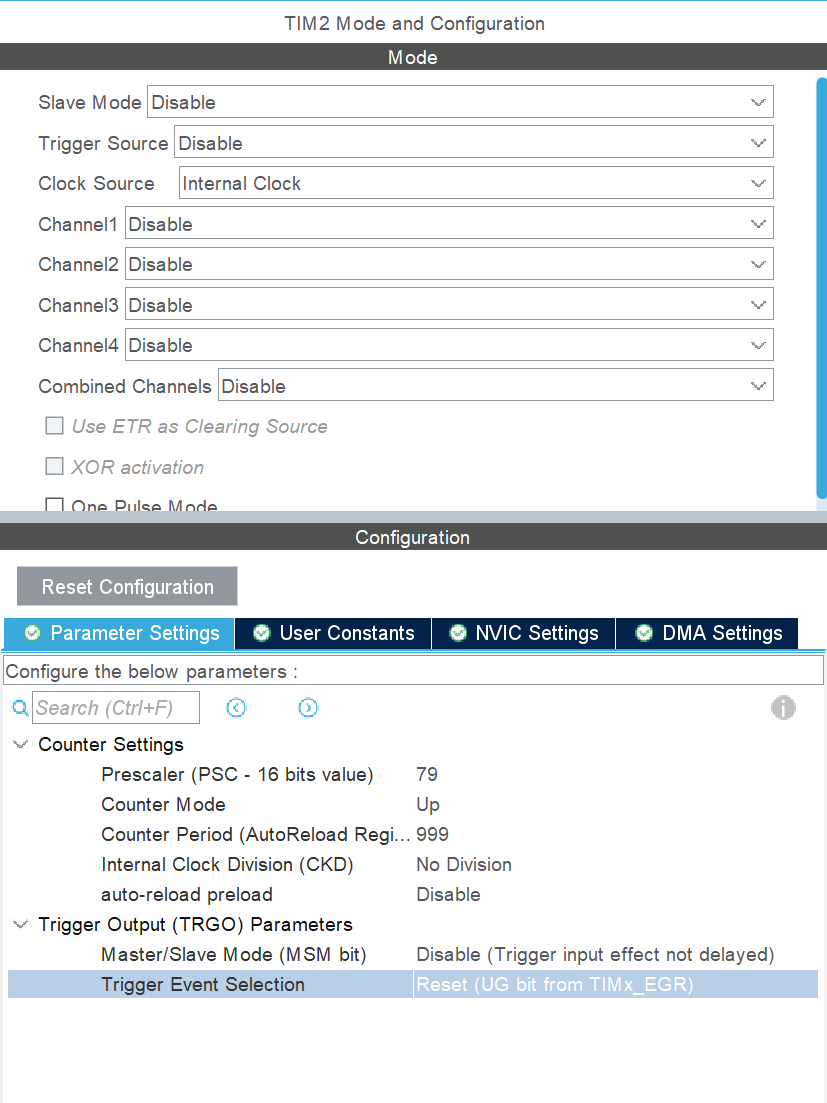 TIM2 Mode and Configuration
Mode
Slave Mode Disable
Trigger Source Disable
Clock Source Internal Clock
Channel1 Disable
Channel2 Disable
Channel3 Disable
Channel4 Disable
Combined Channels Disable
Use ETR as Clearing Source
XOR activation
One Pulse Mode
Configuration
Reset Configuration
Parameter Settings User Constants NVIC Settings DMA Settings
Configure the below parameters :
Search (Ctrl+F)
Counter Settings
Prescaler (PSC - 16 bits value) 79
Counter Mode Up
Counter Period (AutoReload Regi... 999
Internal Clock Division (CKD) No Division
auto-reload preload Disable
Trigger Output (TRGO) Parameters
Master/Slave Mode (MSM bit) Disable (Trigger input effect not delayed)
Trigger Event Selection Reset (UG bit from TIMx_EGR)